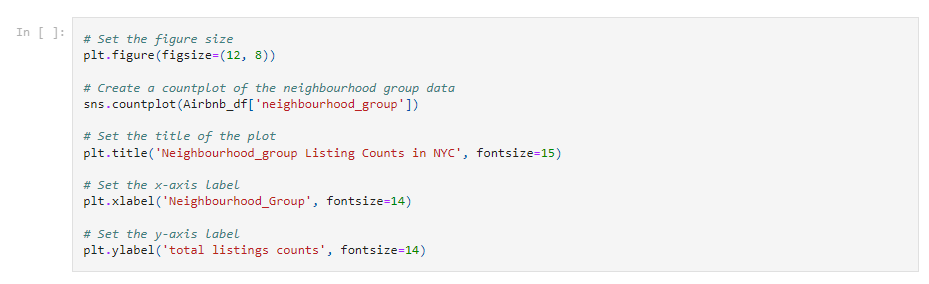 In [ ]:
# Set the figure size
plt.figure(figsize=(12, 8))
# Create a countplot of the neighbourhood group data
sns.countplot(Airbnb_df['neighbourhood_group'])
# Set the title of the plot
plt.title('Neighbourhood_group Listing Counts in NYC', fontsize=15)
# Set the x-axis label
plt.xlabel('Neighbourhood_Group', fontsize=14)
# Set the y-axis label
plt.ylabel('total listings counts', fontsize=14)